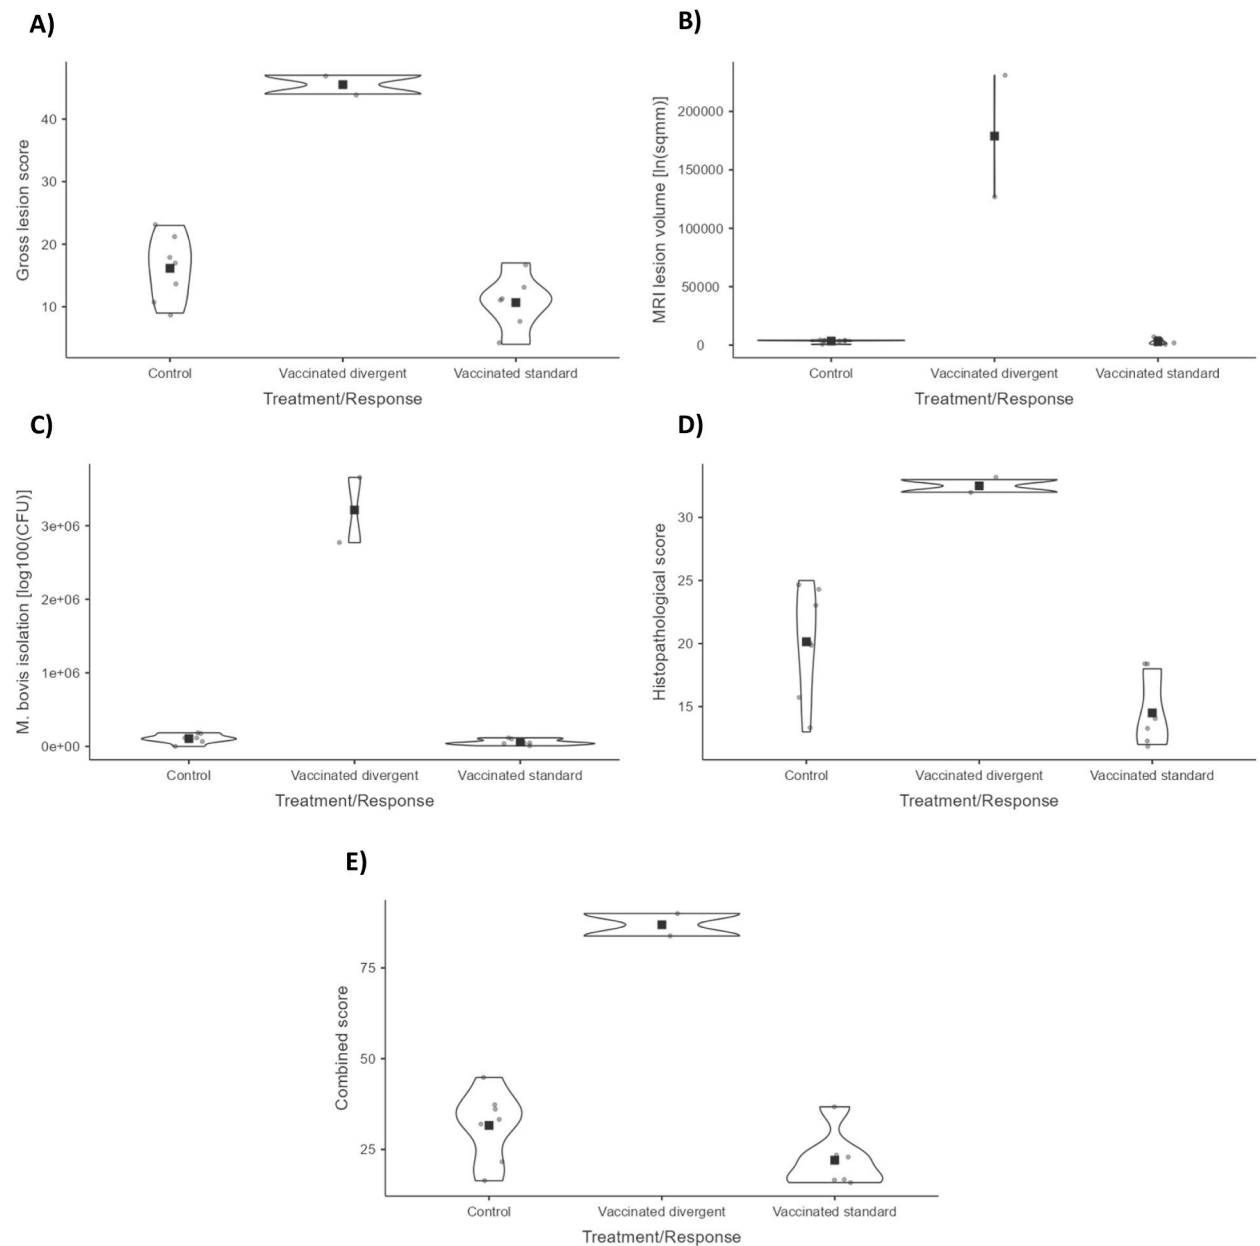 A)
Gross lesion score
40
30
20
10
Control
Vaccinated divergent
Vaccinated standard
Treatment/Response
B)
MRI lesion volume [ln(sqmm)]
200000
150000
100000
50000
0
Control
Vaccinated divergent
Vaccinated standard
Treatment/Response
C)
M. bovis isolation [log100(CFU)]
3e+06
2e+06
1e+06
0e+00
Control
Vaccinated divergent
Vaccinated standard
Treatment/Response
D)
Histopathological score
30
25
20
15
Control
Vaccinated divergent
Vaccinated standard
Treatment/Response
E)
Combined score
75
50
25
Control
Vaccinated divergent
Vaccinated standard
Treatment/Response